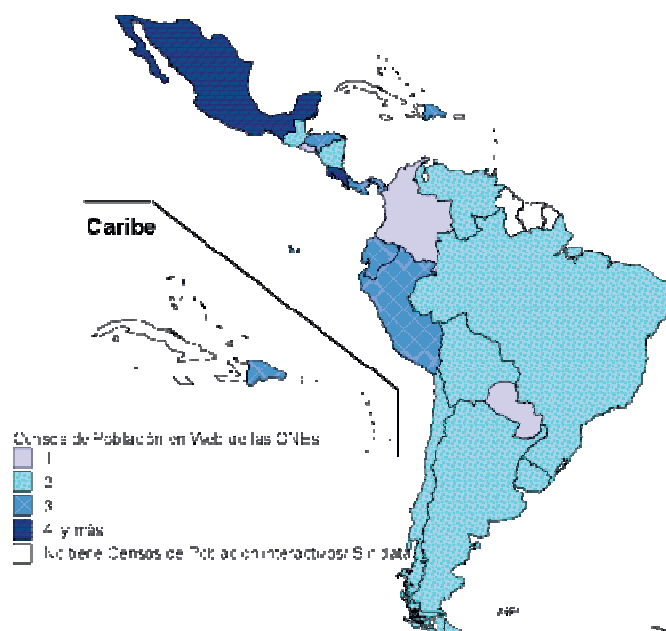 Caribe
Censos de Población en Web de las ONEs
1
2
3
4 y más
No tiene Censos de Población interactivos/ Sin data